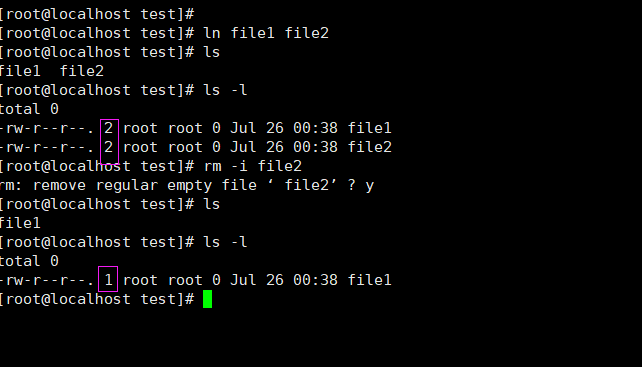 [root@localhost test]#
[root@localhost test]# ln file1 file2
[root@localhost test]# ls
file1  file2
[root@localhost test]# ls -l
total 0
-rw-r--r--. 2 root root 0 Jul 26 00:38 file1
-rw-r--r--. 2 root root 0 Jul 26 00:38 file2
[root@localhost test]# rm -i file2
rm: remove regular empty file ‘ file2’ ? y
[root@localhost test]# ls
file1
[root@localhost test]# ls -l
total 0
-rw-r--r--. 1 root root 0 Jul 26 00:38 file1
[root@localhost test]#